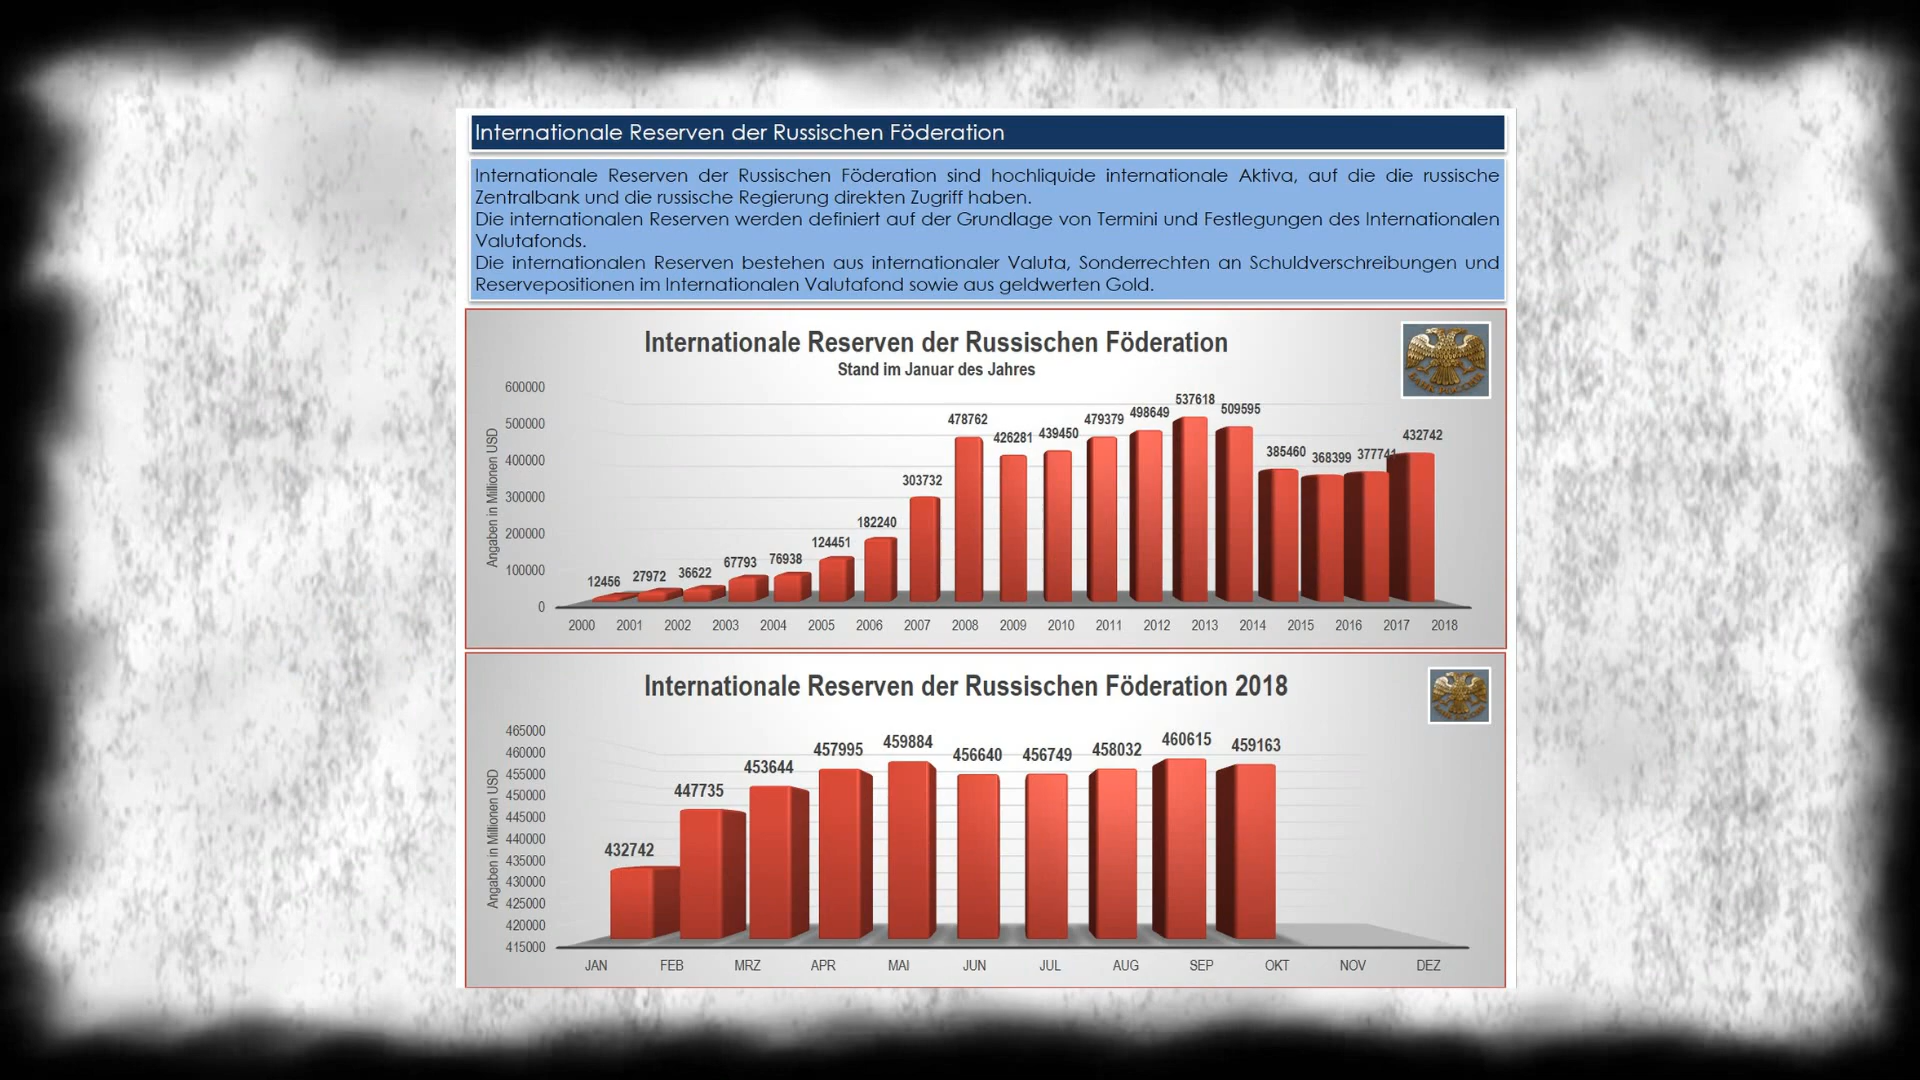 Internationale Reserven der Russischen Föderation
Internationale Reserven der Russischen Föderation sind hochliquide internationale Aktiva, auf die die russische
Zentralbank und die russische Regierung direkten Zugriff haben.
Die internationalen Reserven werden definiert auf der Grundlage von Termini und Festlegungen des Internationalen
Valutafonds.
Die internationalen Reserven bestehen aus internationaler Valuta, Sonderrechten an Schuldverschreibungen und
Reservepositionen im Internationalen Valutafond sowie aus geldwerten Gold.
Internationale Reserven der Russischen Föderation
Stand im Januar des Jahres
Angaben in Millionen USD
600000
500000
400000
300000
200000
100000
0
12456 27972 36622 67793 76938 124451 182240 303732 478762 426281 439450 479379 498649 537618 509595 385460 368399 377741 432742
2000 2001 2002 2003 2004 2005 2006 2007 2008 2009 2010 2011 2012 2013 2014 2015 2016 2017 2018
Internationale Reserven der Russischen Föderation 2018
Angaben in Millionen USD
465000
460000
455000
450000
445000
440000
435000
430000
425000
420000
415000
432742 447735 453644 457995 459884 456640 456749 458032 460615 459163
JAN FEB MRZ APR MAI JUN JUL AUG SEP OKT NOV DEZ